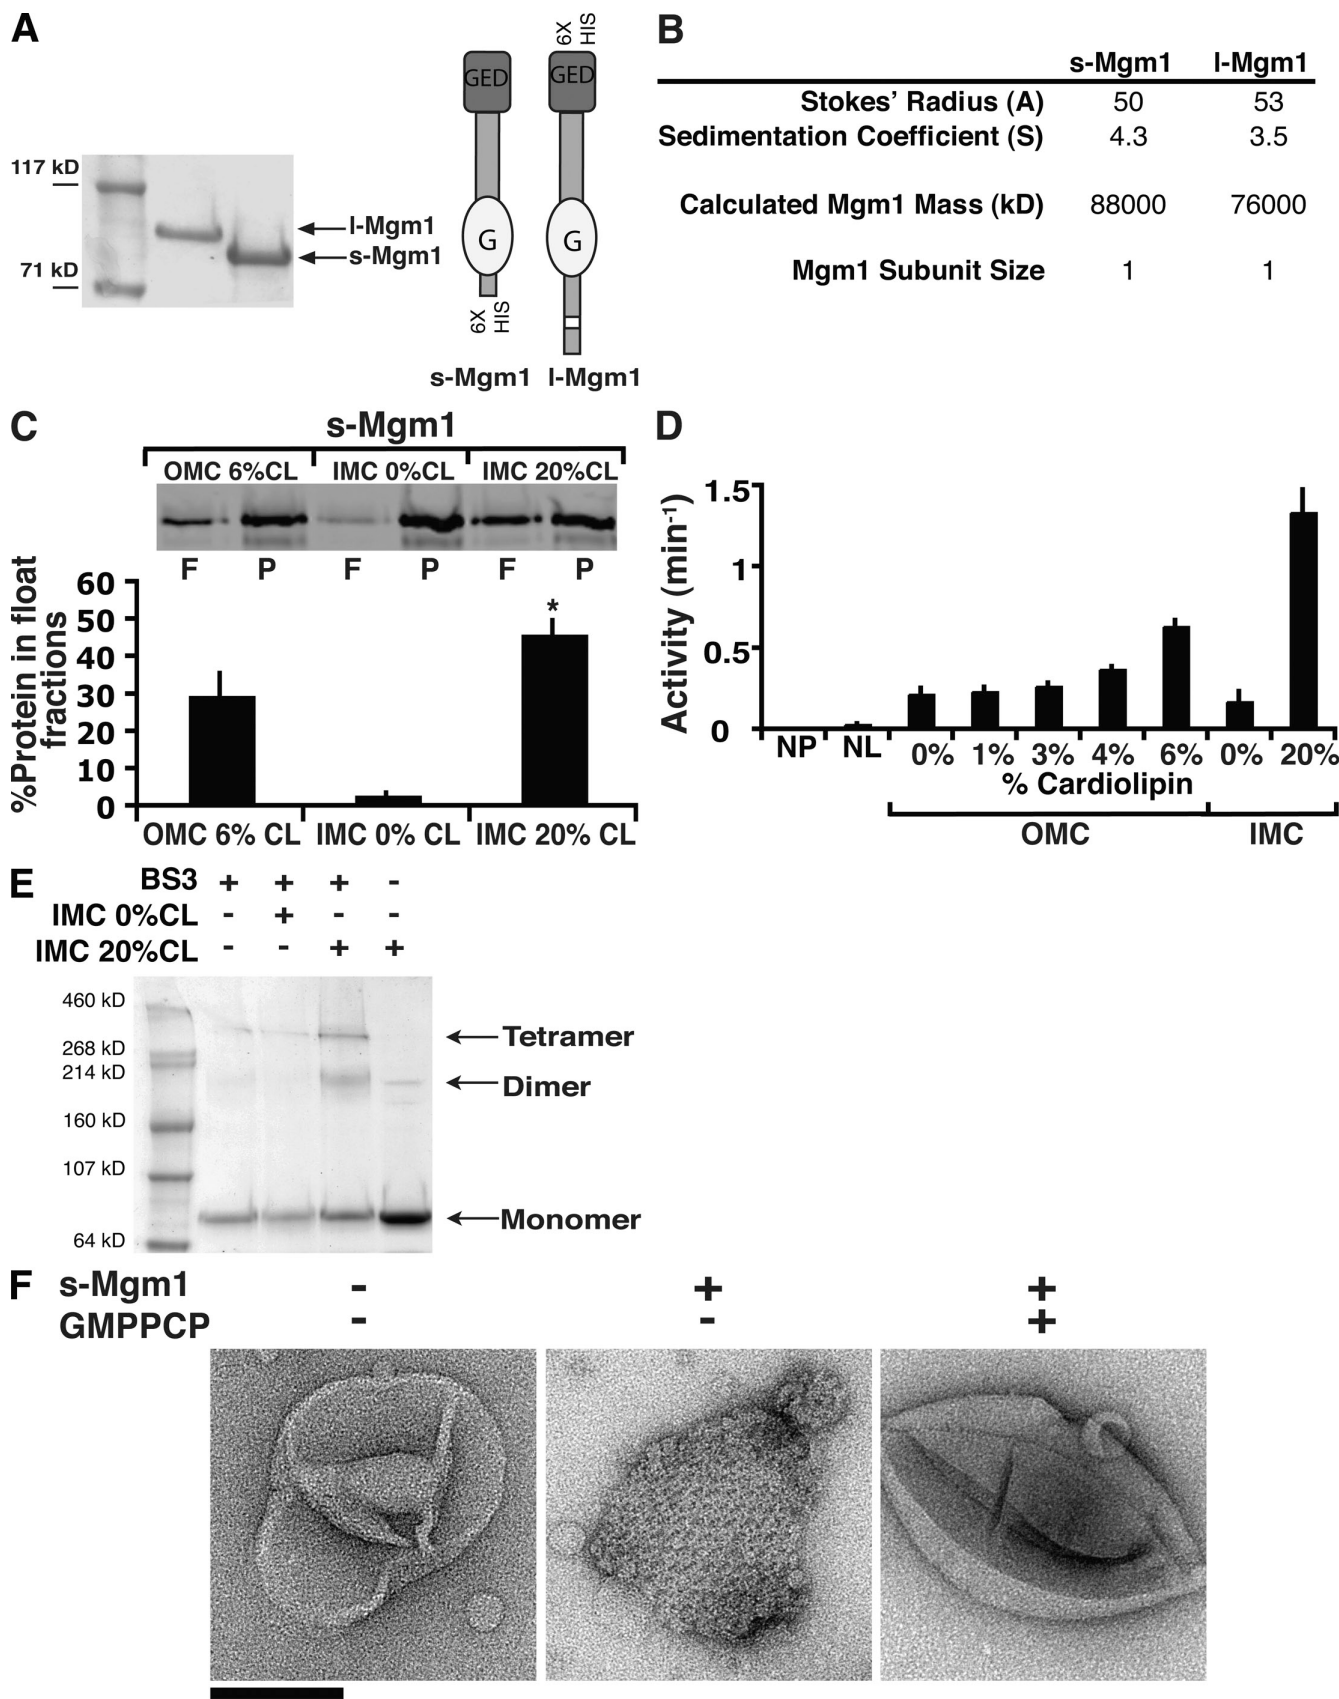 A
117 kD
71 kD
l-Mgm1
s-Mgm1
GED
G
6X
HIS
s-Mgm1
6X
HIS
GED
G
l-Mgm1
B
s-Mgm1 l-Mgm1
Stokes' Radius (A) 50 53
Sedimentation Coefficient (S) 4.3 3.5
Calculated Mgm1 Mass (kD) 88000 76000
Mgm1 Subunit Size 1 1
C
s-Mgm1
OMC 6%CL IMC 0%CL IMC 20%CL
F P F P F P
%Protein in float
fractions
60
50
40
30
20
10
0
*
OMC 6% CL IMC 0% CL IMC 20% CL
D
Activity (min-1)
1.5
1
0.5
0
NP NL 0% 1% 3% 4% 6% 0% 20%
% Cardiolipin
OMC IMC
E
BS3 + + + -
IMC 0%CL - + - -
IMC 20%CL - - + +
460 kD
268 kD
214 kD
160 kD
107 kD
64 kD
Tetramer
Dimer
Monomer
F
s-Mgm1 - + +
GMPPCP - - +